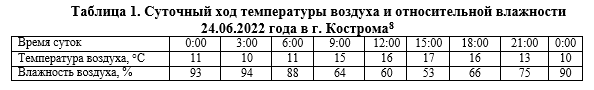 Таблица 1. Суточный ход температуры воздуха и относительной влажности
24.06.2022 года в г. Кострома⁸
Время суток 0:00 3:00 6:00 9:00 12:00 15:00 18:00 21:00 0:00
Температура воздуха, °С 11 10 11 15 16 17 16 13 10
Влажность воздуха, % 93 94 88 64 60 53 66 75 90